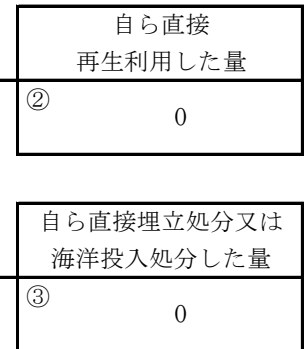 自ら直接
再生利用した量
②
0
自ら直接埋立処分又は
海洋投入処分した量
③
0